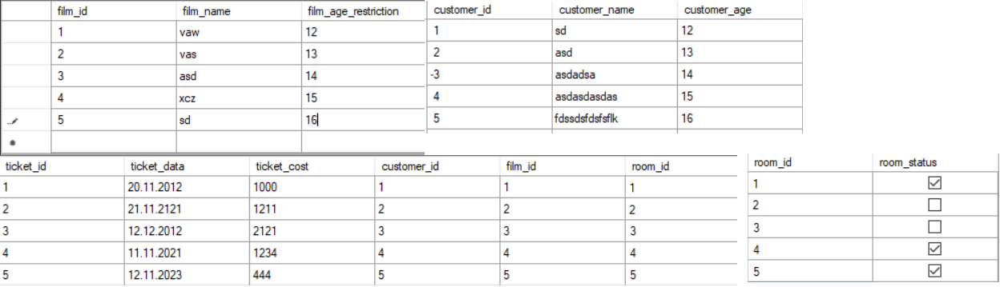 film_id film_name film_age_restriction
1 vaw 12
2 vas 13
3 asd 14
4 xcz 15
5 sd 16
customer_id customer_name customer_age
1 sd 12
2 asd 13
-3 asdadsa 14
4 asdasdasdas 15
5 fdssdsfdsfsflk 16
ticket_id ticket_data ticket_cost customer_id film_id room_id
1 20.11.2012 1000 1 1 1
2 21.11.2121 1211 2 2 2
3 12.12.2012 2121 3 3 3
4 11.11.2021 1234 4 4 4
5 12.11.2023 444 5 5 5
room_id room_status
1
2
3
4
5